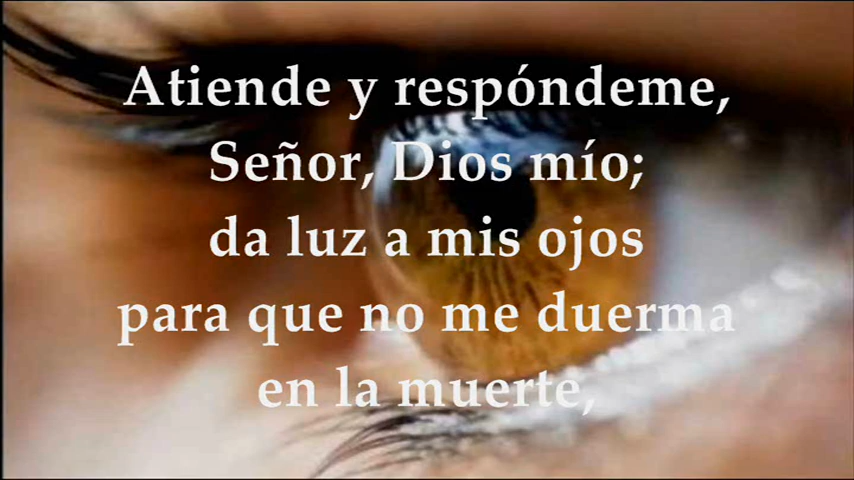 Atiende y respóndeme,
Señor, Dios mío;
da luz a mis ojos
para que no me duerma
en la muerte,